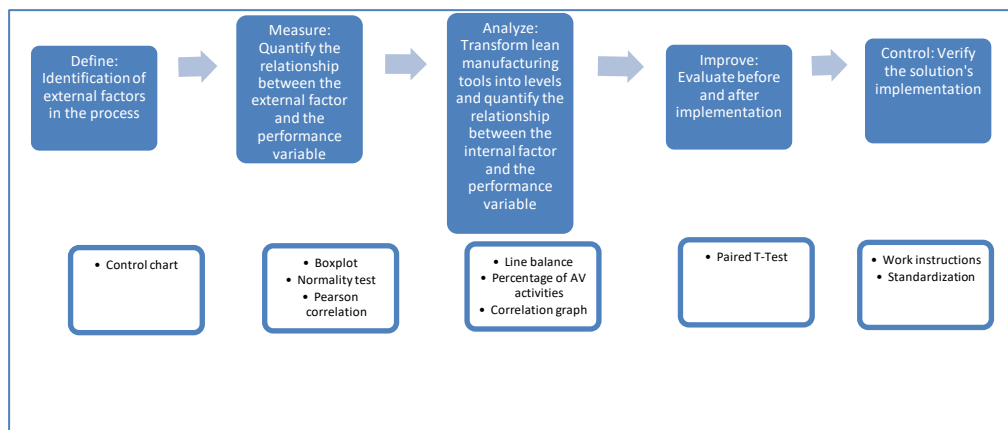 Define:
Identification of
external factors
in the process
Measure:
Quantify the
relationship
between the
external factor
and the
performance
variable
Analyze:
Transform lean
manufacturing
tools into levels
and quantify the
relationship
between the
internal factor
and the
performance
variable
Improve:
Evaluate before
and after
implementation
Control: Verify
the solution's
implementation
• Control chart
• Boxplot
• Normality test
• Pearson
correlation
• Line balance
• Percentage of AV
activities
• Correlation graph
• Paired T-Test
• Work instructions
• Standardization